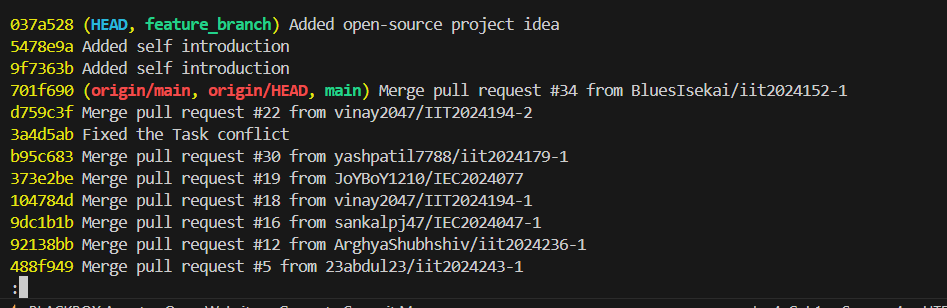 037a528 (HEAD, feature_branch) Added open-source project idea
5478e9a Added self introduction
9f7363b Added self introduction
701f690 (origin/main, origin/HEAD, main) Merge pull request #34 from BluesIsekai/iit2024152-1
d759c3f Merge pull request #22 from vinay2047/IIT2024194-2
3a4d5ab Fixed the Task conflict
b95c683 Merge pull request #30 from yashpatil7788/iit2024179-1
373e2be Merge pull request #19 from JoYBoY1210/IEC2024077
104784d Merge pull request #18 from vinay2047/IIT2024194-1
9dc1b1b Merge pull request #16 from sankalpj47/IEC2024047-1
92138bb Merge pull request #12 from ArghyaShubhshiv/iit2024236-1
488f949 Merge pull request #5 from 23abdul23/iit2024243-1
: